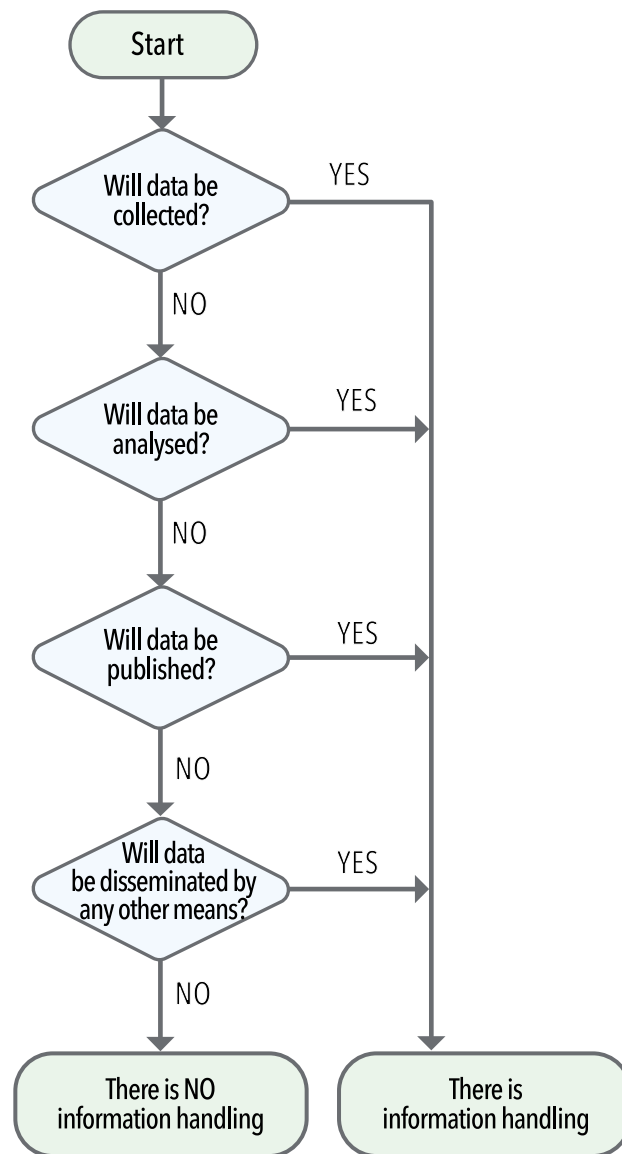 Start
Will data be
collected?
YES
NO
Will data be
analysed?
YES
NO
Will data be
published?
YES
NO
Will data
be disseminated by
any other means?
YES
NO
There is NO
information handling
There is
information handling